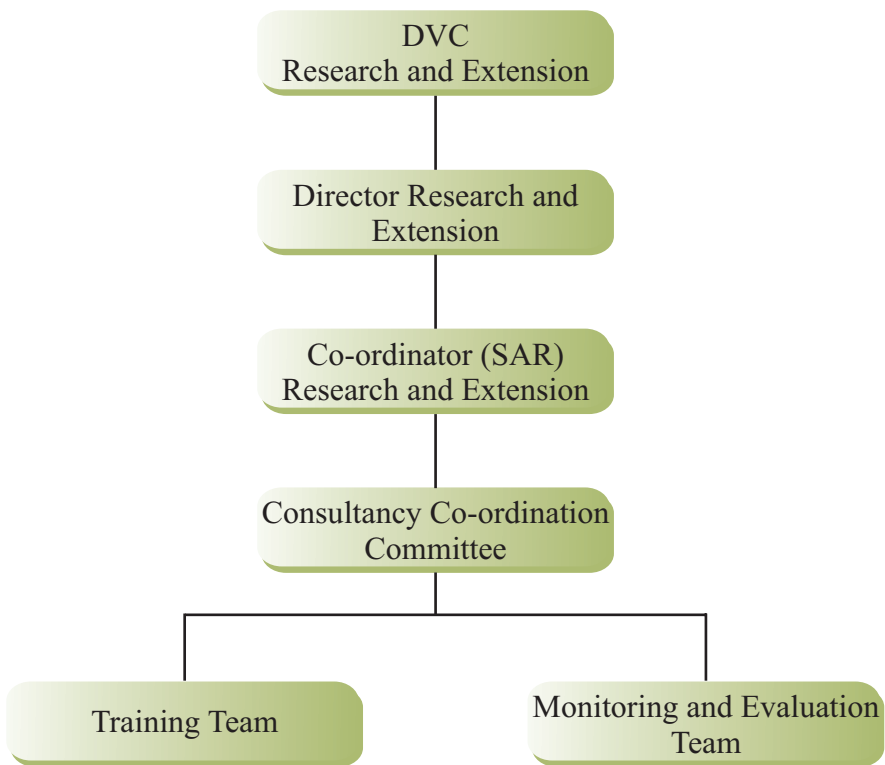 DVC
Research and Extension
Director Research and
Extension
Co-ordinator (SAR)
Research and Extension
Consultancy Co-ordination
Committee
Training Team
Monitoring and Evaluation
Team